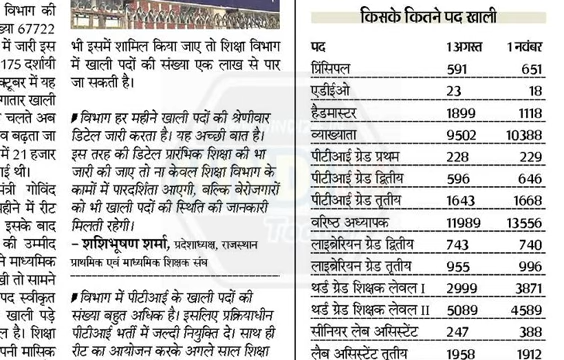 विभाग की
ख्या 67722
में जारी इस
175 दर्शायी
क्टूबर में यह
गातार खाली
चलते अब
व बढ़ता जा
में 21 हजार
ाई थी।
मंत्री गोविंद
महीने में रीट
इसके बाद
की उम्मीद
ने माध्यमिक
खी तो सामने
पद स्वीकृत
खाली पड़े
ल है। शिक्षा
पनी मासिक
भी इसमें शामिल किया जाए तो शिक्षा विभाग
में खाली पदों की संख्या एक लाख से पार
जा सकती है।
विभाग हर महीने खाली पदों की श्रेणीवार
डिटेल जारी करता है। यह अच्छी बात है।
इस तरह की डिटेल प्रारंभिक शिक्षा की भा
जारी की जाए तो ना केवल शिक्षा विभाग के
कामों में पारदर्शिता आएगी, बल्कि बेरोजगारों
को भी खाली पदों की स्थिति की जानकारी
मिलती रहेगी।
- शशिभूषण शर्मा, प्रदेशाध्यक्ष, राजस्थान
प्राथमिक एवं माध्यमिक शिक्षक संघ
विभाग में पीटीआई के खाली पदों की
संख्या बहुत अधिक है। इसलिए प्रक्रियाधीन
पीटीआई भर्ती में जल्दी नियुक्ति दे। साथ ही
रीट का आयोजन करके अगले साल शिक्षा
किसके कितने पद खाली
पद 1 अगस्त 1 नवंबर
प्रिंसिपल 591 651
एडीईओ 23 18
हैडमास्टर 1899 1118
व्याख्याता 9502 10388
पीटीआई ग्रेड प्रथम 228 229
पीटीआई ग्रेड द्वितीय 596 646
पीटीआई ग्रेड तृतीय 1643 1668
वरिष्ठ अध्यापक 11989 13556
लाइब्रेरियन ग्रेड द्वितीय 743 740
लाइब्रेरियन ग्रेड तृतीय 955 996
थर्ड ग्रेड शिक्षक लेवल I 2999 3871
थर्ड ग्रेड शिक्षक लेवल II 5089 4589
सीनियर लेब असिस्टेंट 247 388
लैब असिस्टेंट तृतीय 1958 1912